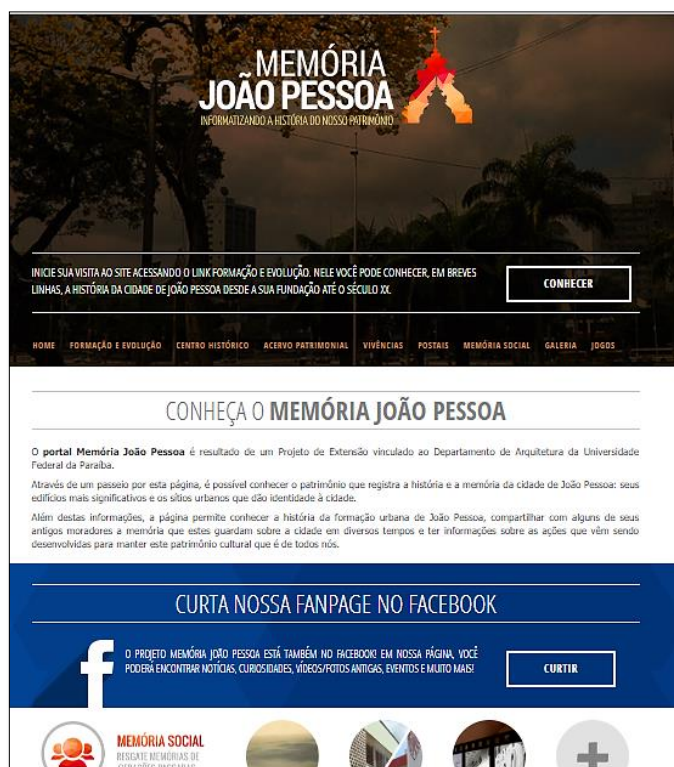 MEMÓRIA
JOÃO PESSOA
INFORMATIZANDO A HISTÓRIA DO NOSSO PATRIMÔNIO
INICIE SUA VISITA AO SITE ACESSANDO O LINK FORMAÇÃO E EVOLUÇÃO. NELE VOCÊ PODE CONHECER, EM BREVES
LINHAS, A HISTÓRIA DA CIDADE DE JOÃO PESSOA DESDE A SUA FUNDAÇÃO ATÉ O SÉCULO XX.
CONHECER
HOME FORMAÇÃO E EVOLUÇÃO CENTRO HISTÓRICO ACERVO PATRIMONIAL VIVÊNCIAS POSTAIS MEMÓRIA SOCIAL GALERIA JOGOS
CONHEÇA O MEMÓRIA JOÃO PESSOA
O portal Memória João Pessoa é resultado de um Projeto de Extensão vinculado ao Departamento de Arquitetura da Universidade
Federal da Paraíba.
Através de um passeio por esta página, é possível conhecer o patrimônio que registra a história e a memória da cidade de João Pessoa: seus
edifícios mais significativos e os sítios urbanos que dão identidade à cidade.
Além destas informações, a página permite conhecer a história da formação urbana de João Pessoa, compartilhar com alguns de seus
antigos moradores a memória que estes guardam sobre a cidade em diversos tempos e ter informações sobre as ações que vêm sendo
desenvolvidas para manter este patrimônio cultural que é de todos nós.
CURTA NOSSA FANPAGE NO FACEBOOK
O PROJETO MEMÓRIA JOÃO PESSOA ESTÁ TAMBÉM NO FACEBOOK! EM NOSSA PÁGINA, VOCÊ
PODERÁ ENCONTRAR NOTÍCIAS, CURIOSIDADES, VÍDEOS/FOTOS ANTIGAS, EVENTOS E MUITO MAIS!
CURTIR
MEMÓRIA SOCIAL
RESGATE MEMÓRIAS DE